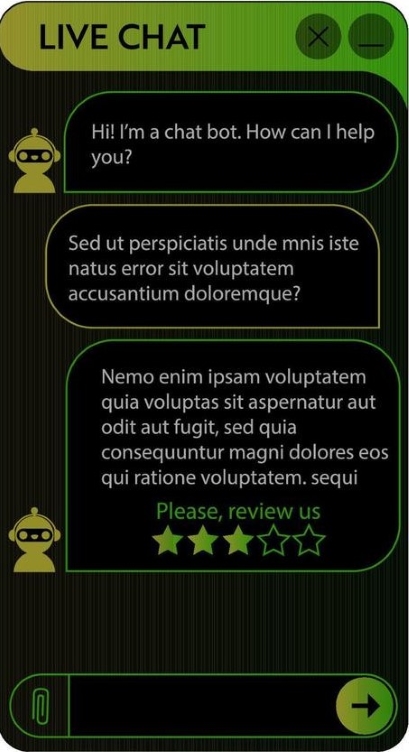 LIVE CHAT
Hi! I'm a chat bot. How can I help
you?
Sed ut perspiciatis unde mnis iste
natus error sit voluptatem
accusantium doloremque?
Nemo enim ipsam voluptatem
quia voluptas sit aspernatur aut
odit aut fugit, sed quia
consequuntur magni dolores eos
qui ratione voluptatem. sequi
Please, review us